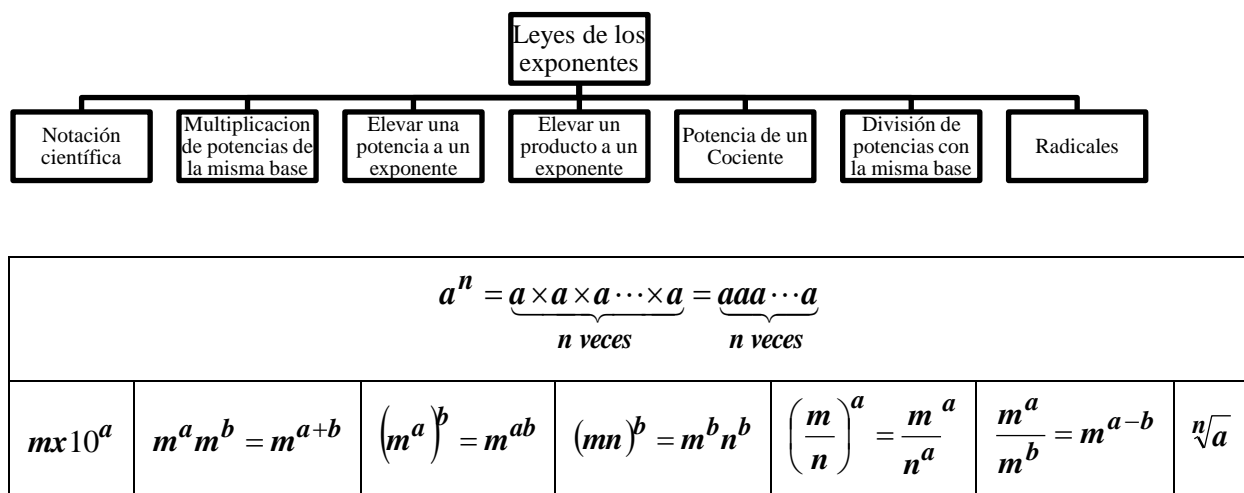 Leyes de los
exponentes
Notación
científica
Multiplicacion
de potencias de
la misma base
Elevar una
potencia a un
exponente
Elevar un
producto a un
exponente
Potencia de un
Cociente
División de
potencias con
la misma base
Radicales
a^n = a × a × a ⋯ × a = aaa ⋯ a
n veces n veces
mx10^a
m^a m^b = m^{a+b}
(m^a)^b = m^{ab}
(mn)^b = m^b n^b
(m/n)^a = m^a/n^a
m^a/m^b = m^{a−b}
ⁿ√a